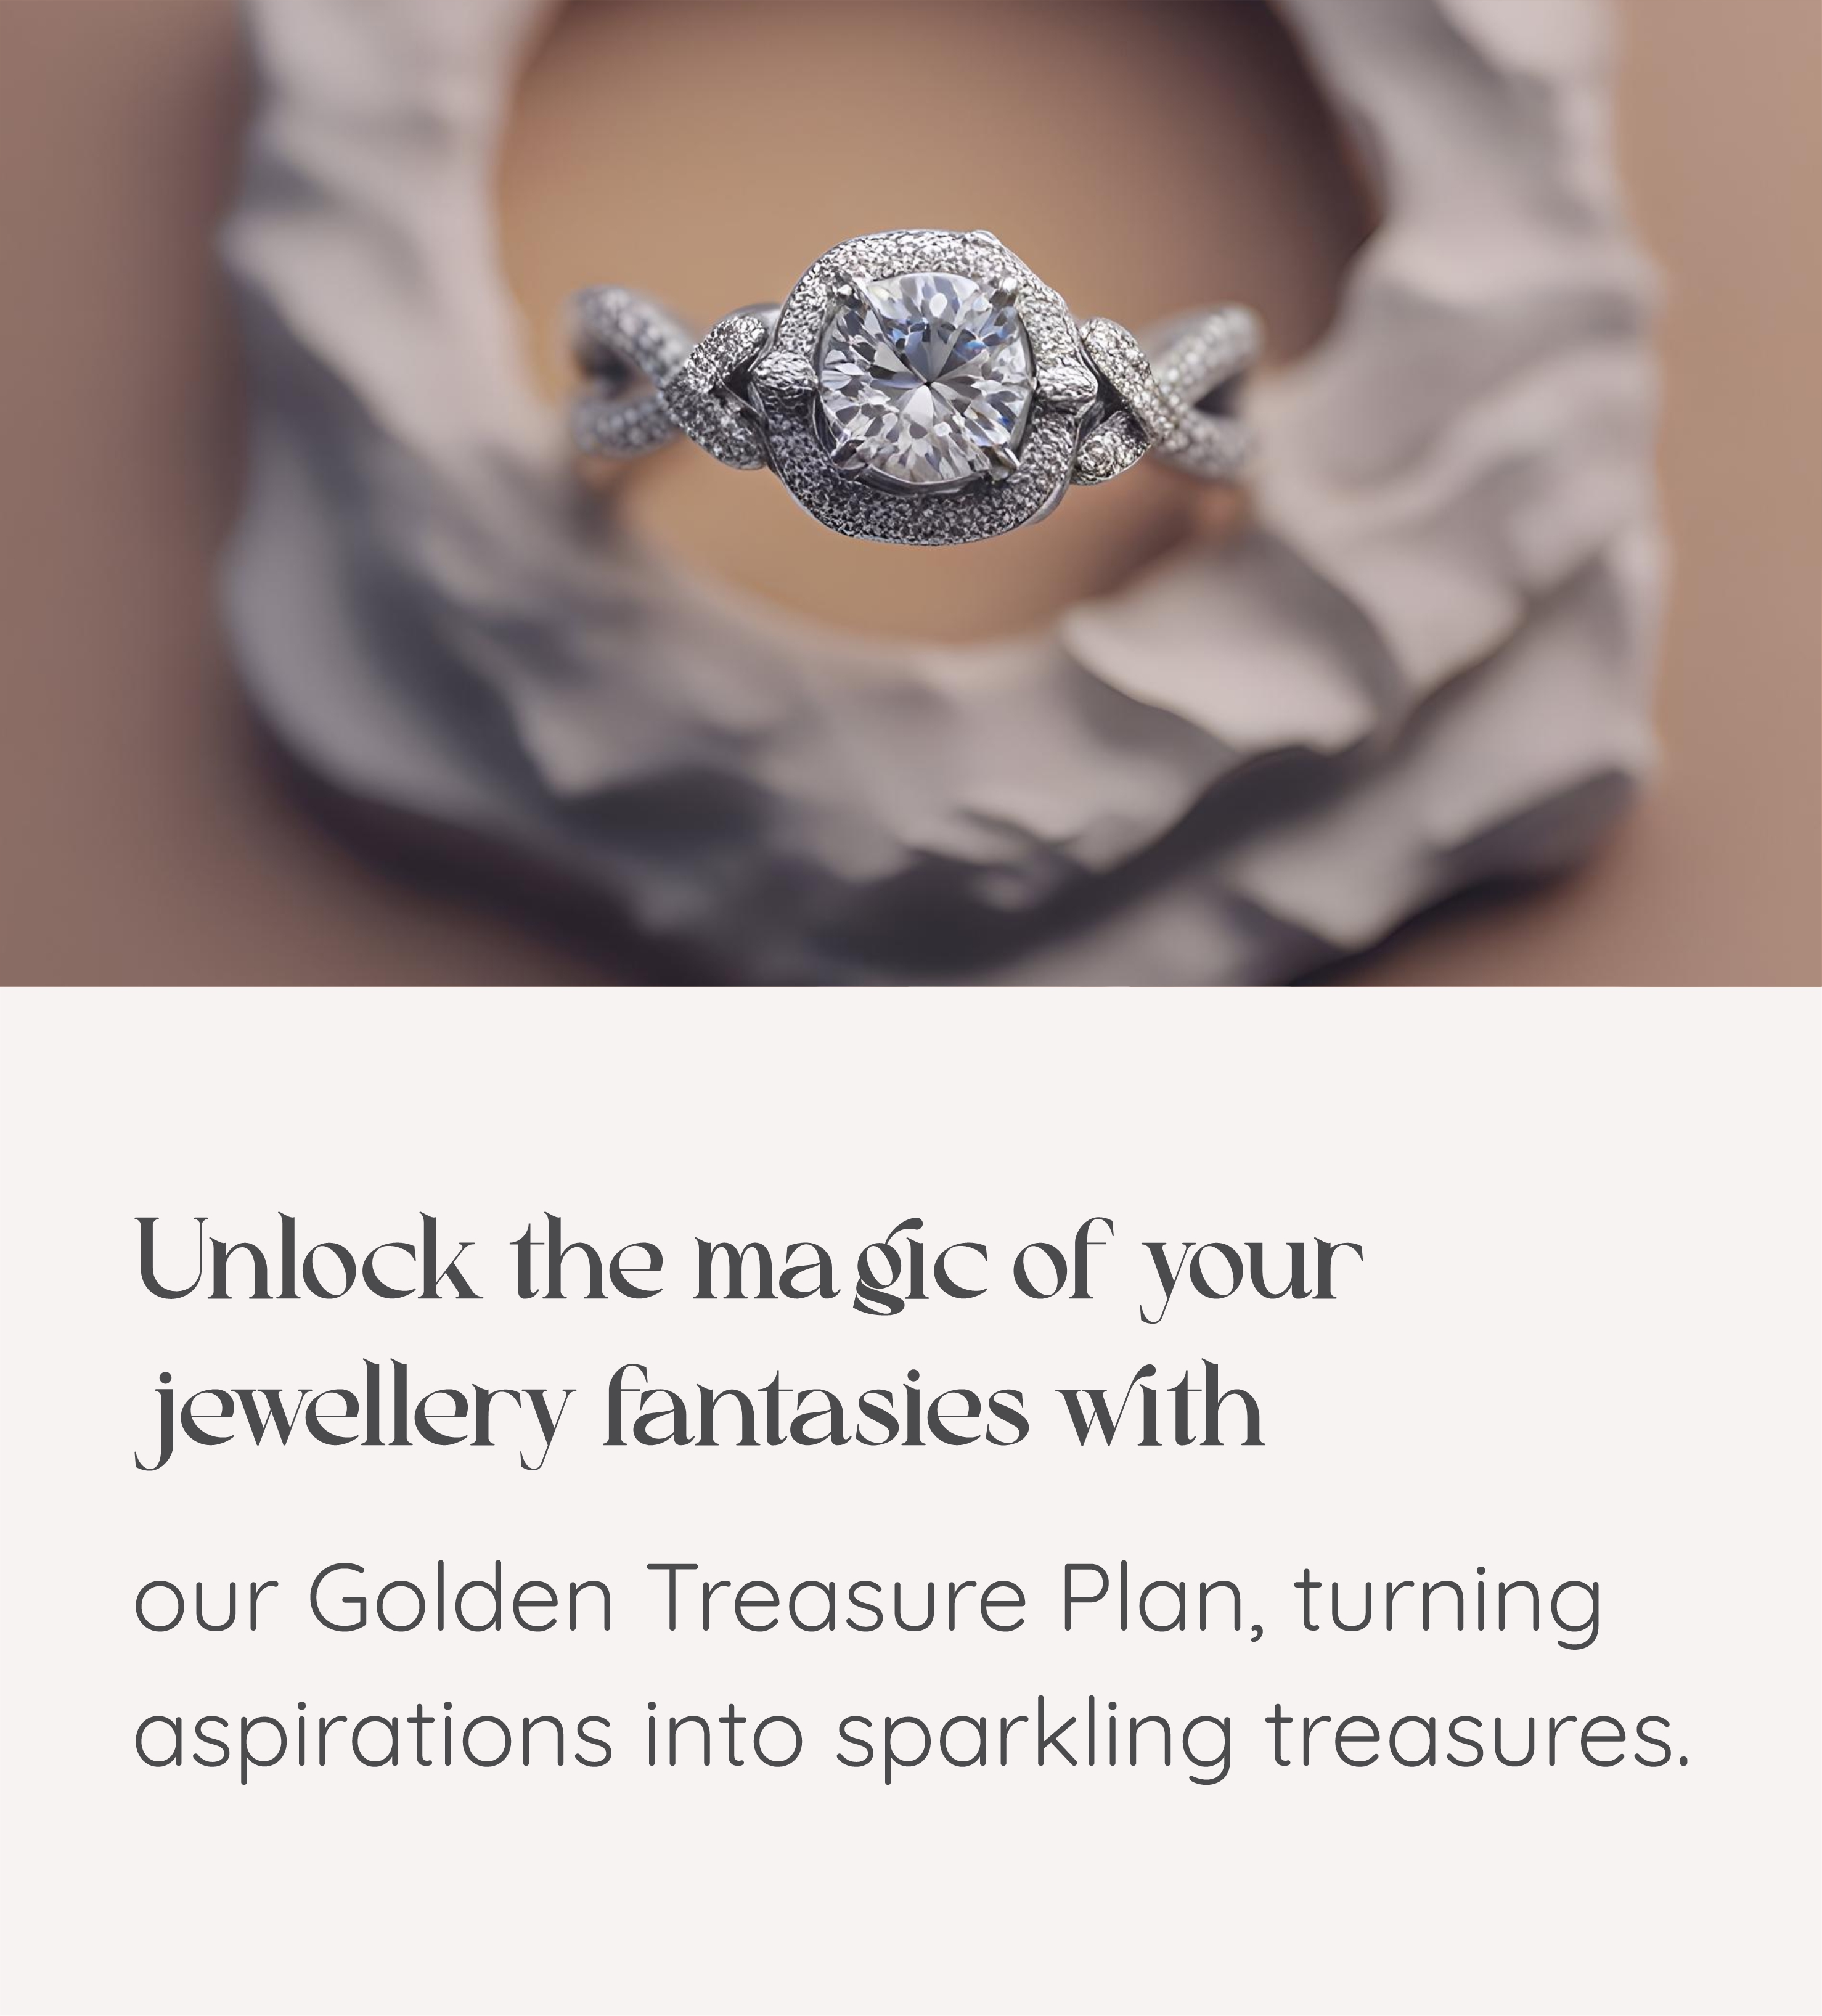 Unlock the magic of your
jewellery fantasies with
our Golden Treasure Plan, turning
aspirations into sparkling treasures.